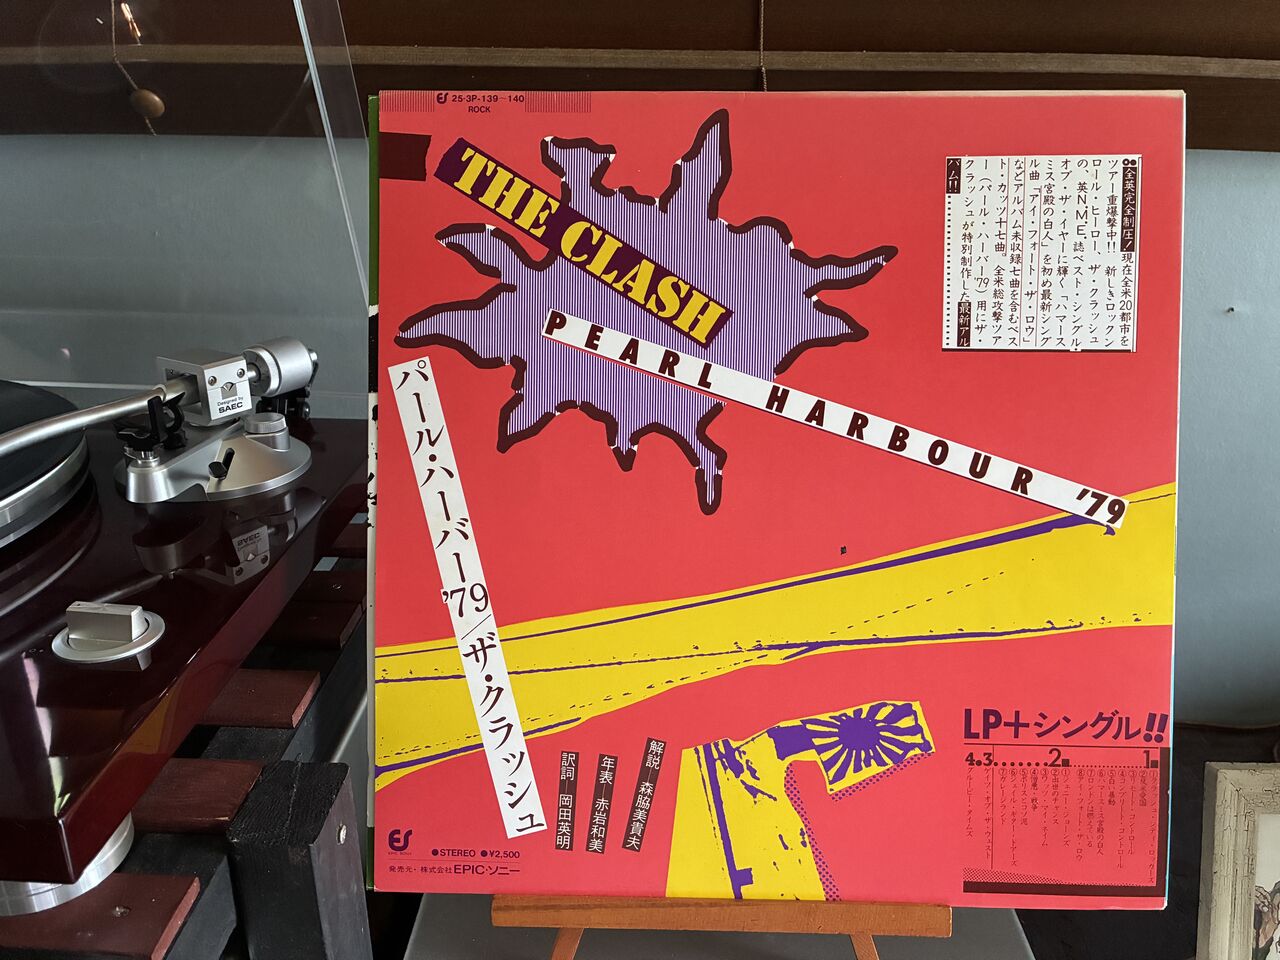 ES 25·3P-139~140
ROCK
THE CLASH
PEARL HARBOUR '79
パール・ハーバー'79/ザ・クラッシュ
●●全英完全制圧!現在全米20都市を
ツアー重爆撃中!! 新しきロックン
ロール・ヒーロー、ザ・クラッシュ
の、英N.M.E.誌ベスト・シングル・
オブ・ザ・イヤーに輝く「ハマース
ミス宮殿の白人」を初め最新シング
ル曲「アイ・フォート・ザ・ロウ」
などアルバム未収録七曲を含むベス
ト・カッツ十七曲。全米総攻撃ツア
ー(パール・ハーバー'79)用にザ・
クラッシュが特別制作した最新アル
バム!!
Designed by
SAEC
解説—森脇美貴夫
年表—赤岩和美
訳詞—岡田英明
LP+シングル!!
1
2
4•3
ES
EPIC SONY
●STEREO ●¥2,500
発売元・株式会社EPIC・ソニー